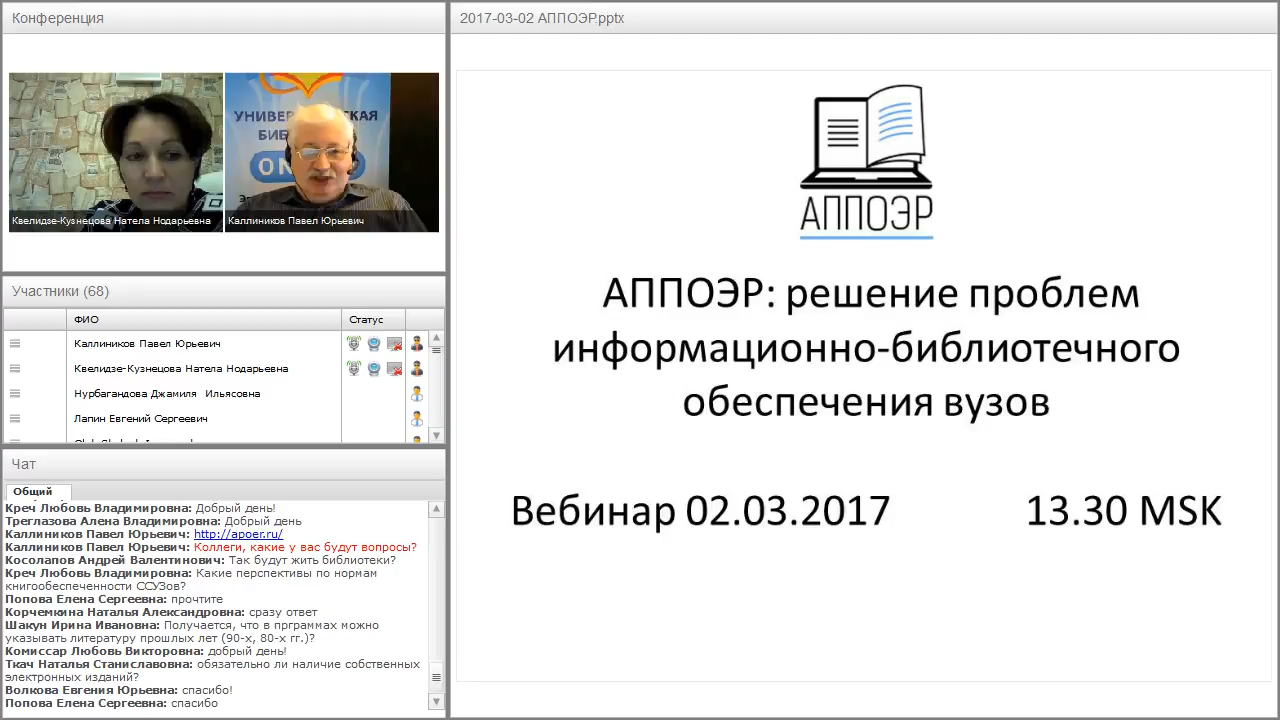 Конференция
УНИВЕР СКАЯ
БИБ
ON
Квелидзе-Кузнецова Натела Нодарьевна
Каллиников Павел Юрьевич
Участники (68)
ФИО Статус
Каллиников Павел Юрьевич
Квелидзе-Кузнецова Натела Нодарьевна
Нурбагандова Джамиля Ильясовна
Лапин Евгений Сергеевич
Чат
Общий
Креч Любовь Владимировна: Добрый день!
Треглазова Алена Владимировна: Добрый день
Каллиников Павел Юрьевич: http://apoer.ru/
Каллиников Павел Юрьевич: Коллеги, какие у вас будут вопросы?
Косолапов Андрей Валентинович: Так будут жить библиотеки?
Креч Любовь Владимировна: Какие перспективы по нормам
книгообеспеченности ССУЗов?
Попова Елена Сергеевна: прочтите
Корчемкина Наталья Александровна: сразу ответ
Шакун Ирина Ивановна: Получается, что в прграммах можно
указывать литературу прошлых лет (90-х, 80-х гг.)?
Комиссар Любовь Викторовна: добрый день!
Ткач Наталья Станиславовна: обязательно ли наличие собственных
электронных изданий?
Волкова Евгения Юрьевна: спасибо!
Попова Елена Сергеевна: спасибо
2017-03-02 АППОЭР.pptx
АППОЭР
АППОЭР: решение проблем
информационно-библиотечного
обеспечения вузов
Вебинар 02.03.2017 13.30 MSK